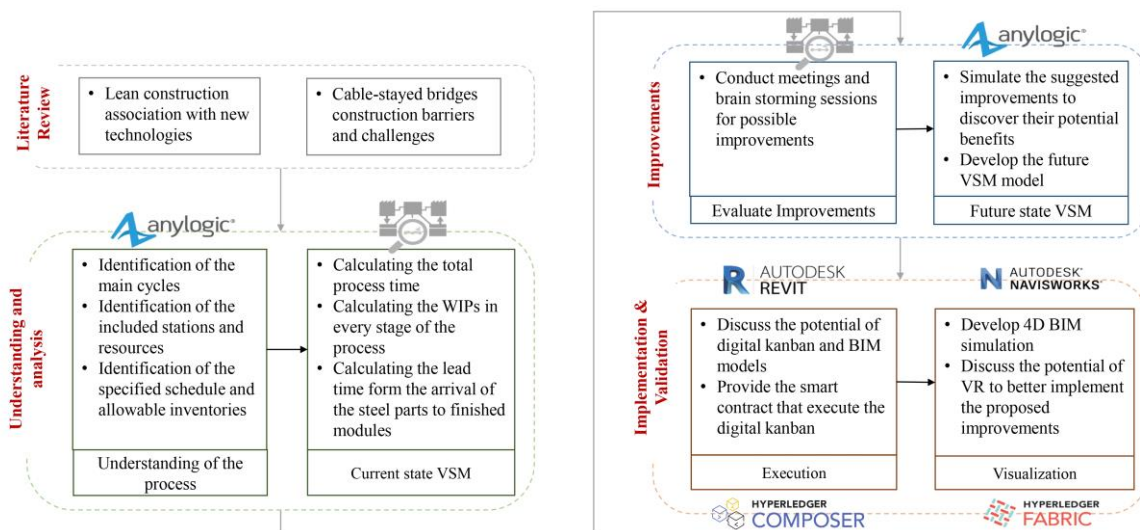 Literature
Review
• Lean construction
association with new
technologies
• Cable-stayed bridges
construction barriers
and challenges
Understanding and
analysis
anylogic®
• Identification of the
main cycles
• Identification of the
included stations and
resources
• Identification of the
specified schedule and
allowable inventories
Understanding of the
process
• Calculating the total
process time
• Calculating the WIPs in
every stage of the
process
• Calculating the lead
time form the arrival of
the steel parts to finished
modules
Current state VSM
Improvements
• Conduct meetings and
brain storming sessions
for possible
improvements
Evaluate Improvements
anylogic®
• Simulate the suggested
improvements to
discover their potential
benefits
• Develop the future
VSM model
Future state VSM
Implementation &
Validation
R AUTODESK
REVIT
• Discuss the potential of
digital kanban and BIM
models
• Provide the smart
contract that execute the
digital kanban
Execution
HYPERLEDGER
COMPOSER
N AUTODESK®
NAVISWORKS®
• Develop 4D BIM
simulation
• Discuss the potential of
VR to better implement
the proposed
improvements
Visualization
HYPERLEDGER
FABRIC